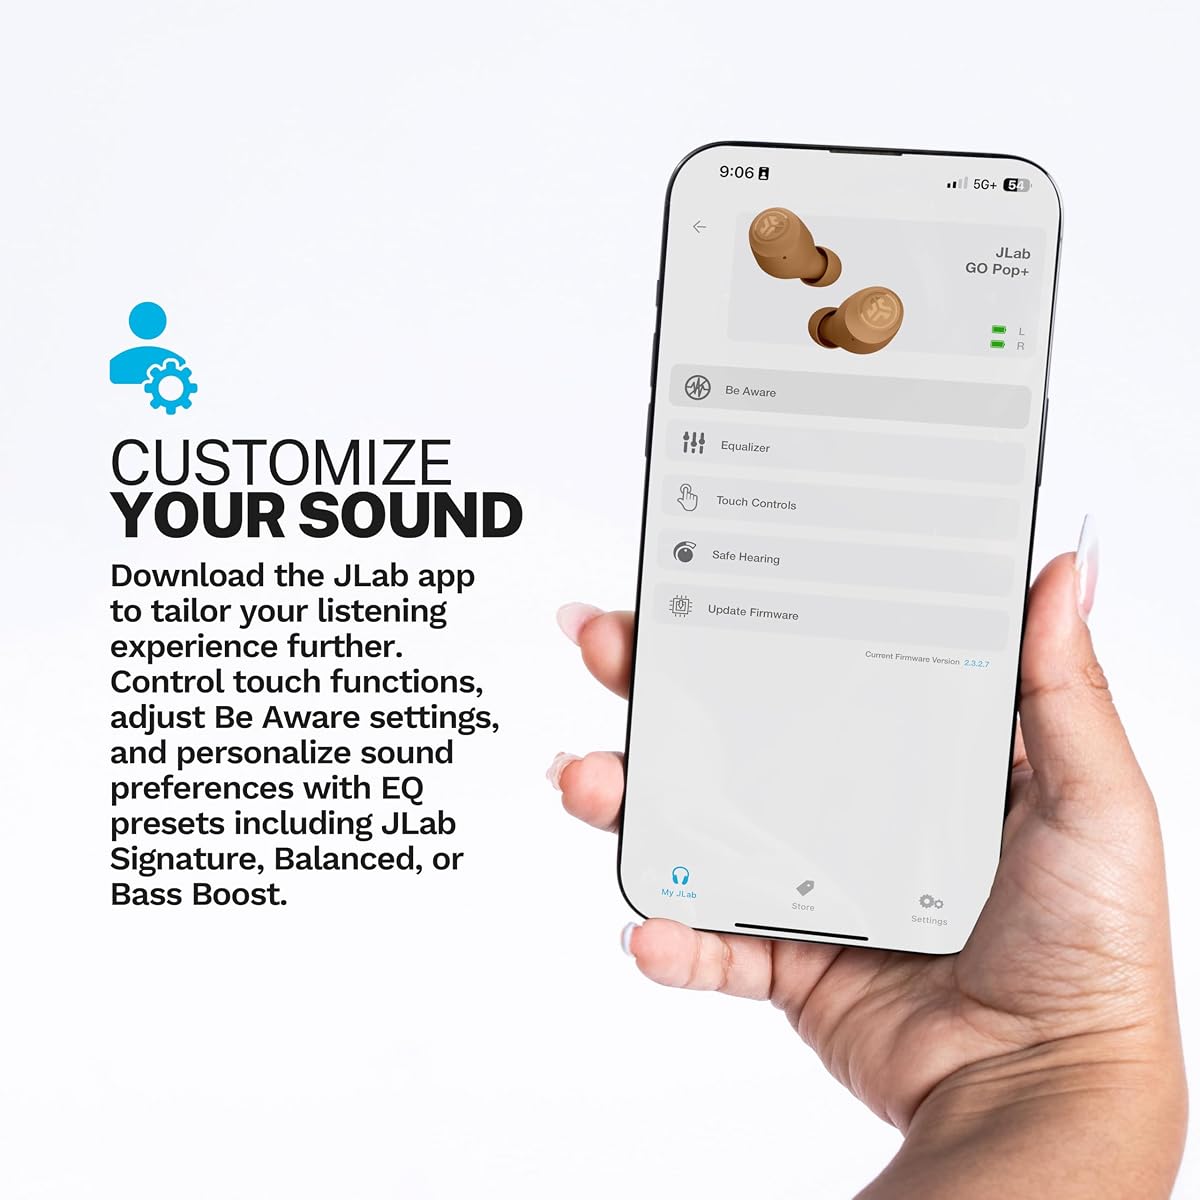 CUSTOMIZE
YOUR SOUND
Download the JLab app
to tailor your listening
experience further.
Control touch functions,
adjust Be Aware settings,
and personalize sound
preferences with EQ
presets including JLab
Signature, Balanced, or
Bass Boost.
9:06
5G+ 54
JLab
GO Pop+
L
R
Be Aware
Equalizer
Touch Controls
Safe Hearing
Update Firmware
Current Firmware Version 2.3.2.7
My JLab
Store
Settings